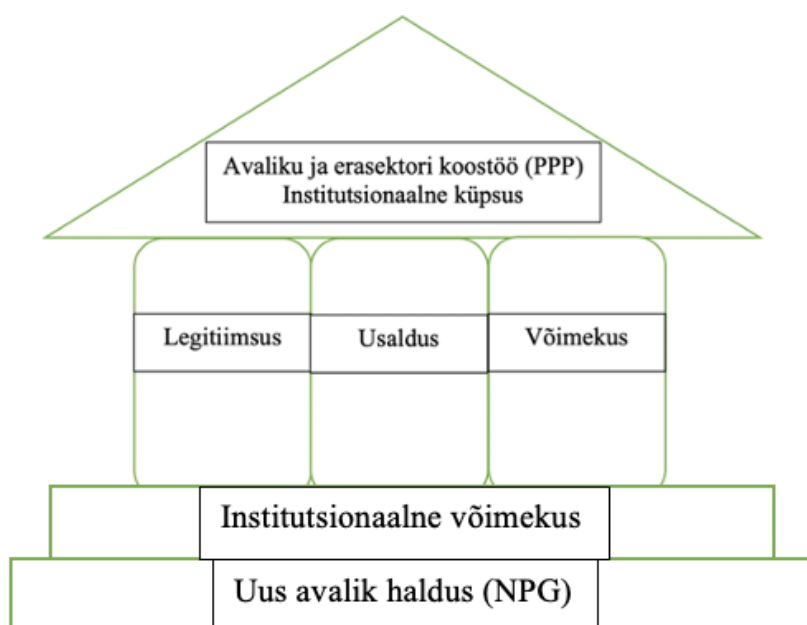 Avaliku ja erasektori koostöö (PPP)
Institutsionaalne küpsus
Legitiimsus
Usaldus
Võimekus
Institutsionaalne võimekus
Uus avalik haldus (NPG)